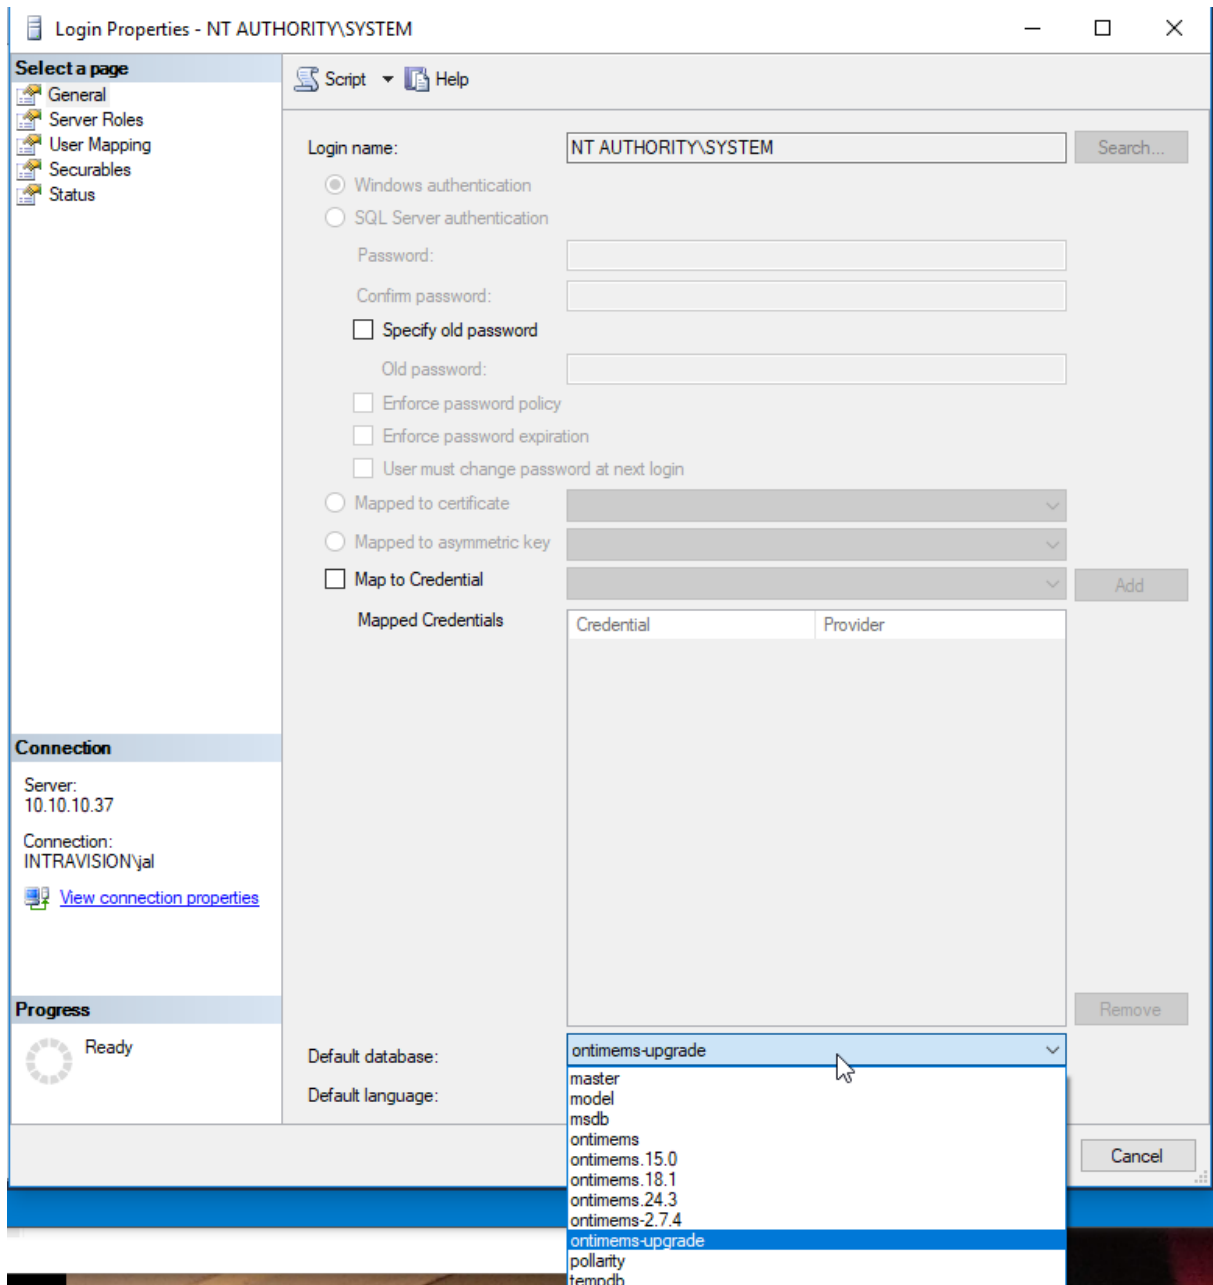 Login Properties - NT AUTHORITY\SYSTEM
Select a page
General
Server Roles
User Mapping
Securables
Status
Script
Help
Login name:
NT AUTHORITY\SYSTEM
Search...
Windows authentication
SQL Server authentication
Password:
Confirm password:
Specify old password
Old password:
Enforce password policy
Enforce password expiration
User must change password at next login
Mapped to certificate
Mapped to asymmetric key
Map to Credential
Add
Mapped Credentials
Credential
Provider
Remove
Connection
Server:
10.10.10.37
Connection:
INTRAVISION\jal
View connection properties
Progress
Ready
Default database:
ontimems-upgrade
Default language:
master
model
msdb
ontimems
ontimems.15.0
ontimems.18.1
ontimems.24.3
ontimems-2.7.4
ontimems-upgrade
pollarity
tempdb
Cancel